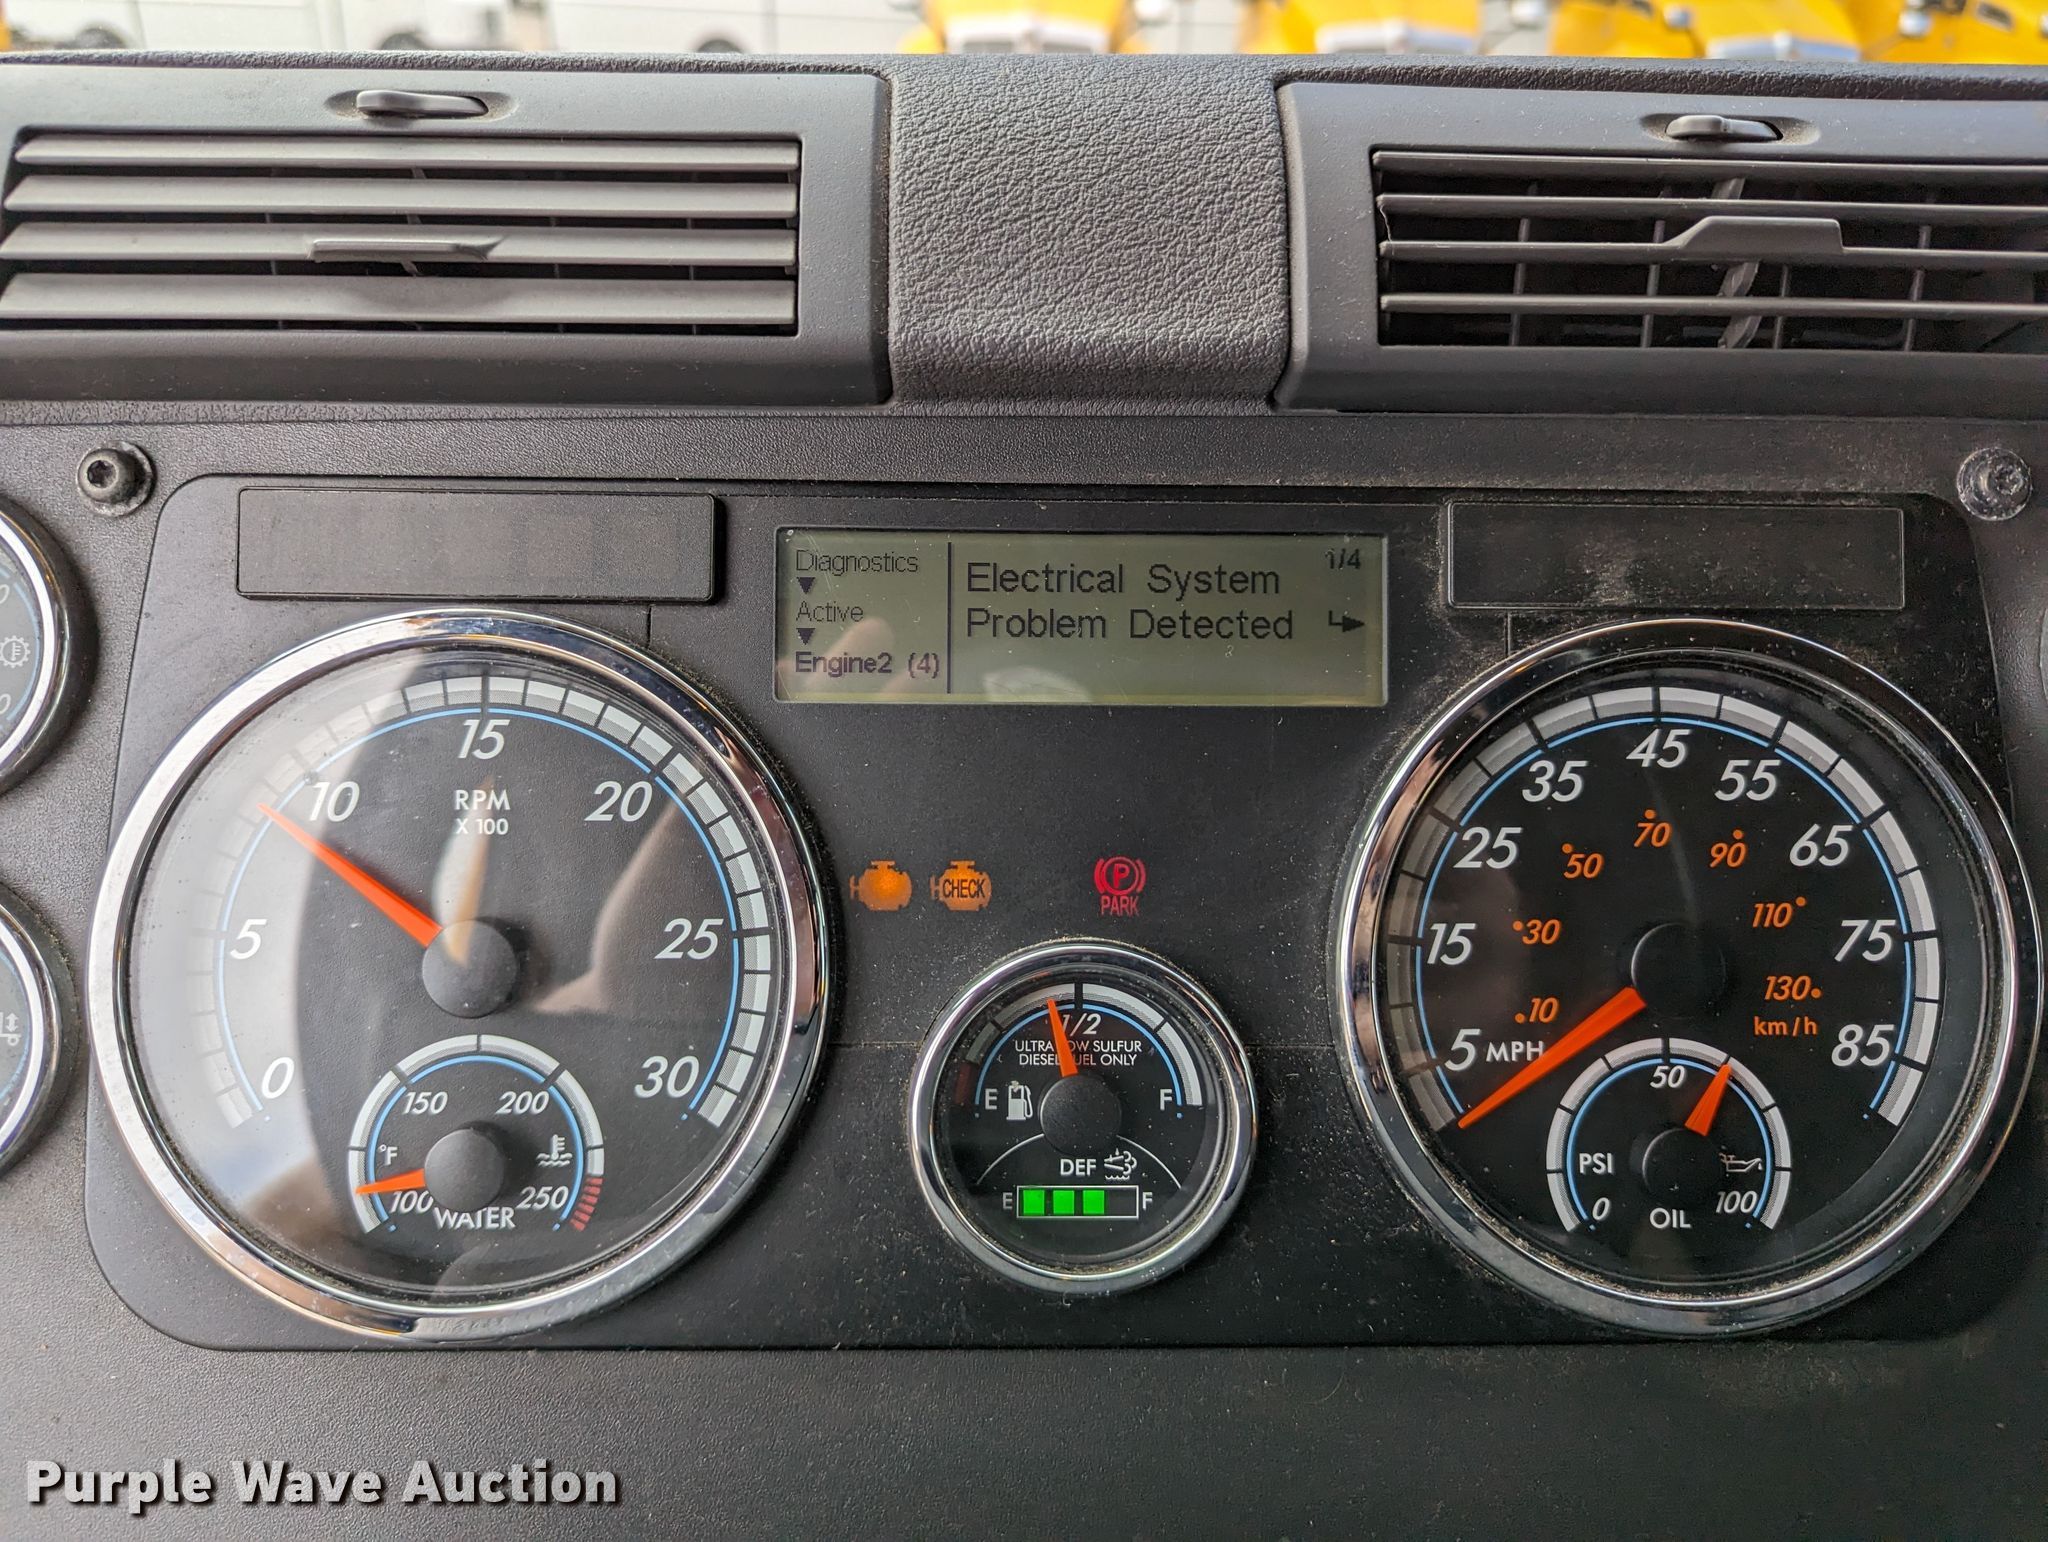 Diagnostics
Active
Engine2 (4)
Electrical System
Problem Detected
1/4
0
5
10
15
20
25
30
RPM
X 100
°F
100
150
200
250
WATER
CHECK
P
PARK
1/2
DIESEL FUEL ONLY
E
F
DEF
E
F
5
15
25
35
45
55
65
75
85
MPH
10
30
50
70
90
110
130
km/h
PSI
0
50
100
OIL
Purple Wave Auction